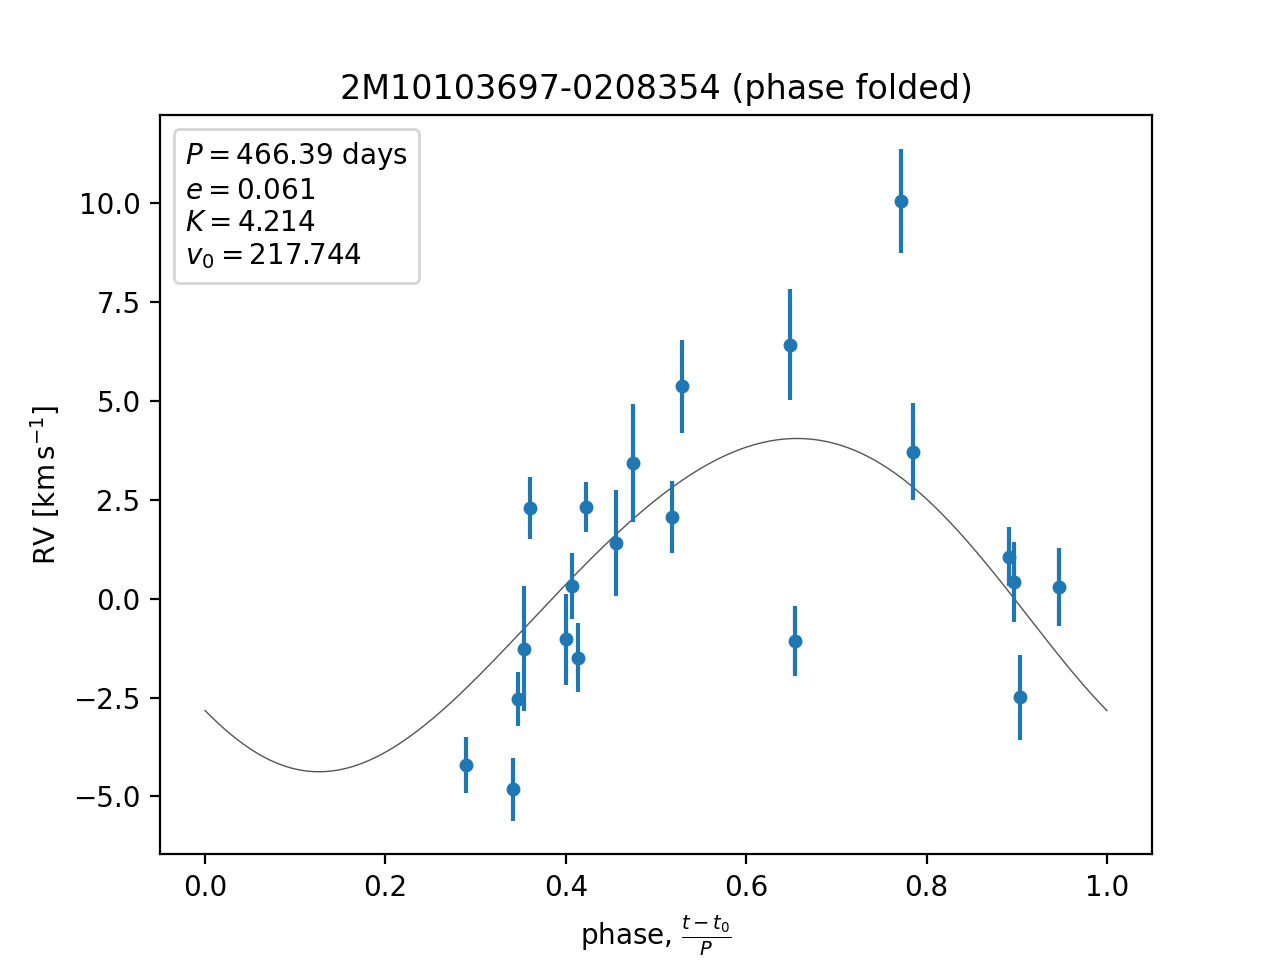 2M10103697-0208354 (phase folded)
P = 466.39 days
e = 0.061
K = 4.214
v₀ = 217.744
10.0
7.5
5.0
2.5
0.0
−2.5
−5.0
RV [km s⁻¹]
0.0 0.2 0.4 0.6 0.8 1.0
phase, (t − t₀)/P